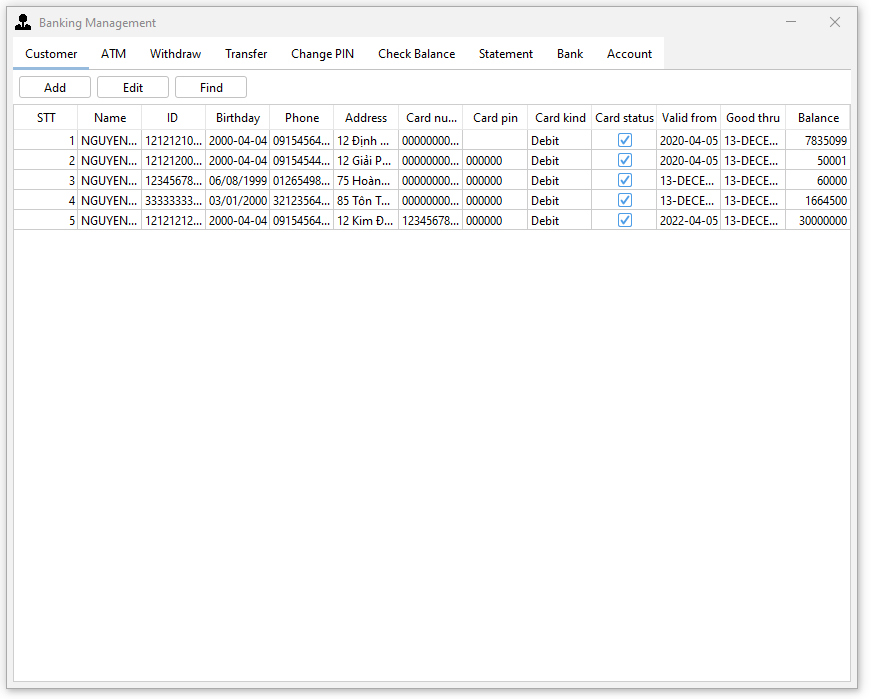 Banking Management
Customer ATM Withdraw Transfer Change PIN Check Balance Statement Bank Account
Add Edit Find
STT Name ID Birthday Phone Address Card nu... Card pin Card kind Card status Valid from Good thru Balance
1 NGUYEN... 12121210... 2000-04-04 09154564... 12 Định ... 00000000... Debit 2020-04-05 13-DECE... 7835099
2 NGUYEN... 12121200... 2000-04-04 09154544... 12 Giải P... 00000000... 000000 Debit 2020-04-05 13-DECE... 50001
3 NGUYEN... 12345678... 06/08/1999 01265498... 75 Hoàn... 00000000... 000000 Debit 13-DECE... 13-DECE... 60000
4 NGUYEN... 33333333... 03/01/2000 32123564... 85 Tôn T... 00000000... 000000 Debit 13-DECE... 13-DECE... 1664500
5 NGUYEN... 12121212... 2000-04-04 09154564... 12 Kim Đ... 12345678... 000000 Debit 2022-04-05 13-DECE... 30000000